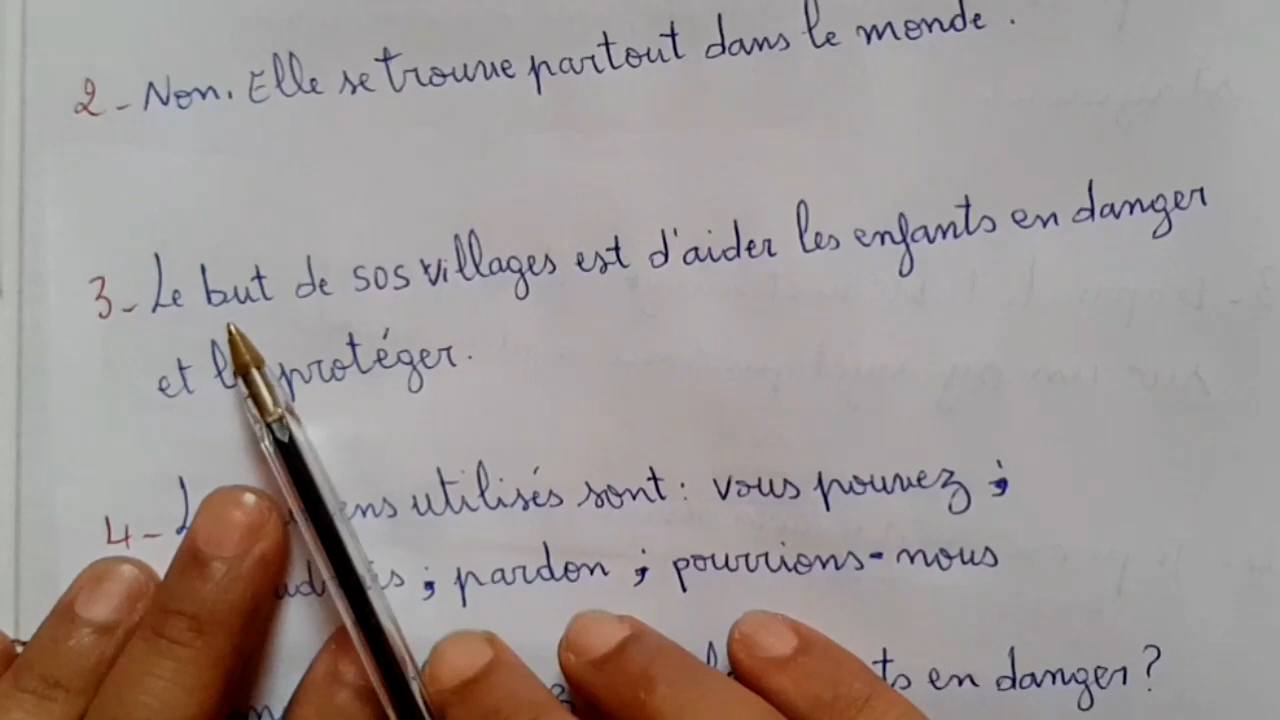 2 - Non. Elle se trouve partout dans le monde.
3 - Le but de SOS villages est d'aider les enfants en danger
et protéger.
4 - utilisés sont : vous pouvez ;
; pardon ; pourrions-nous
en danger ?